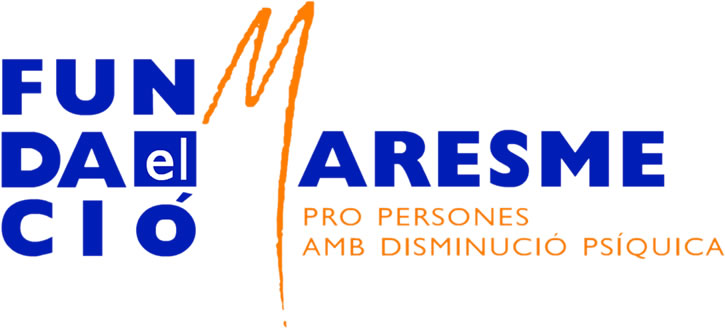 FUN
DA el
CIÓ
MARESME
PRO PERSONES
AMB DISMINUCIÓ PSÍQUICA